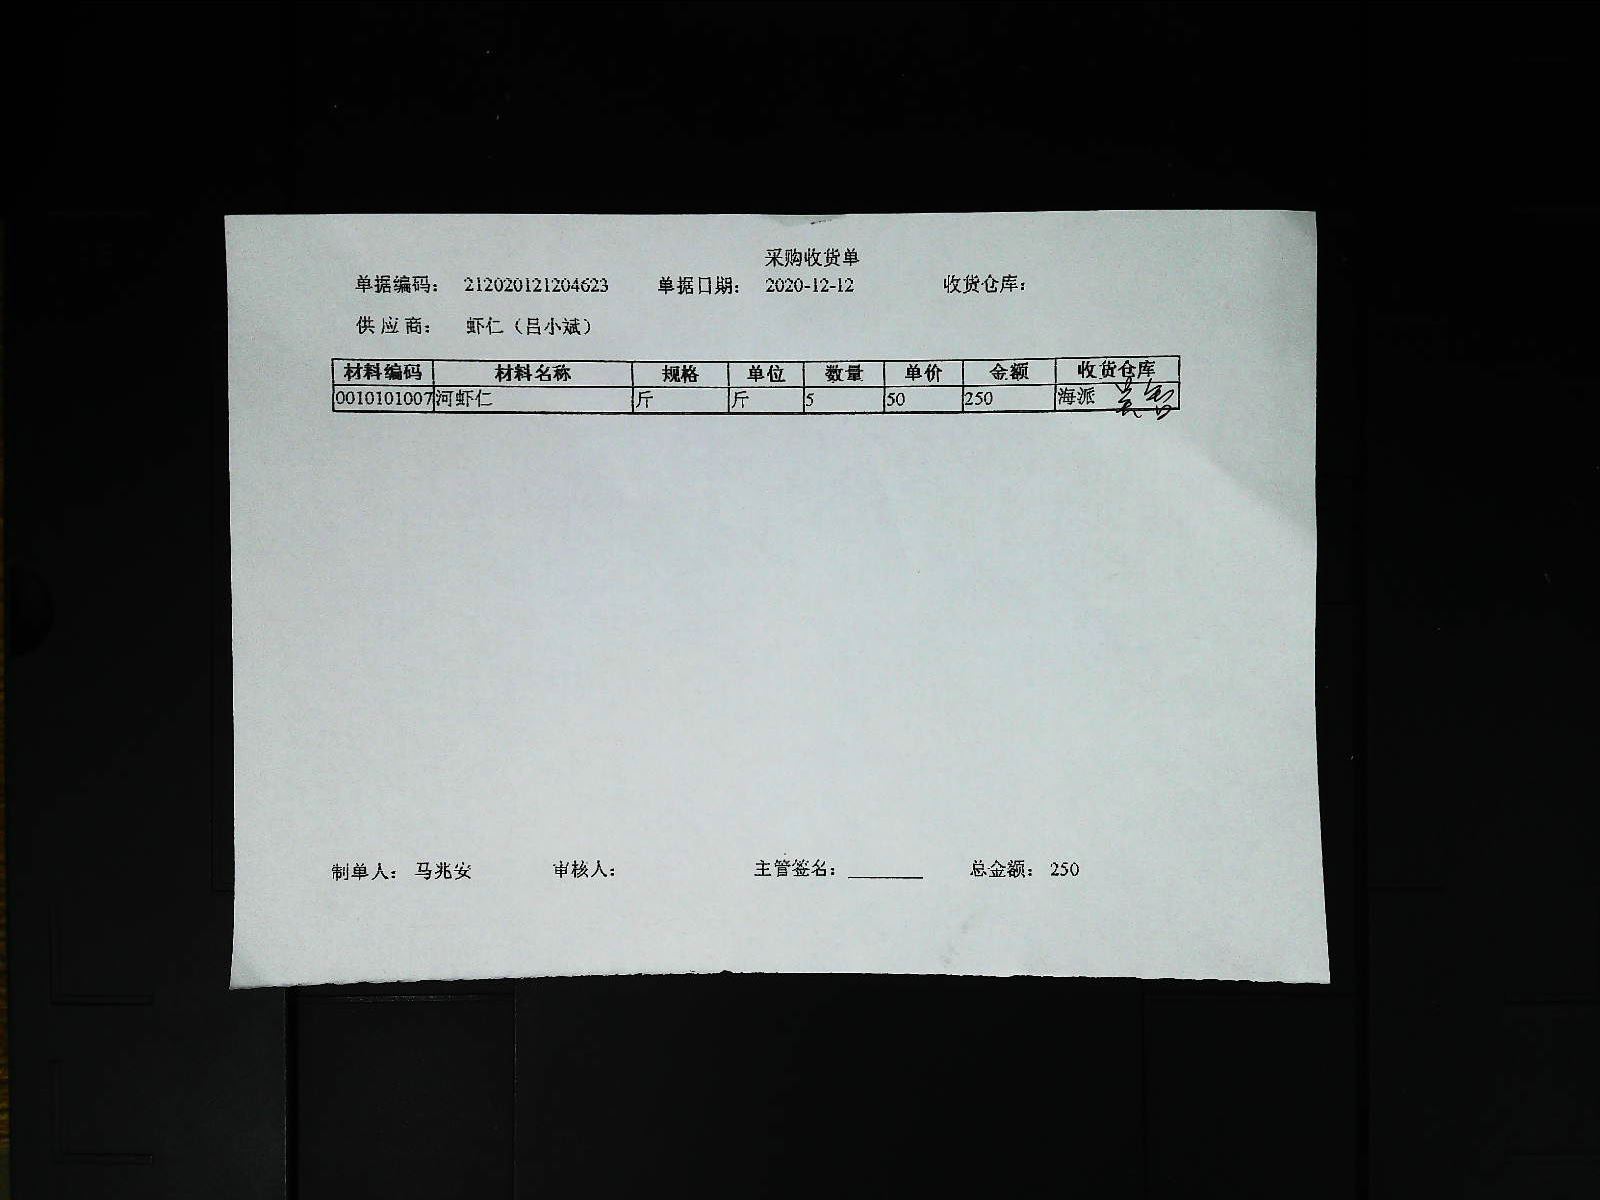 采购收货单
单据编码： 212020121204623 单据日期： 2020-12-12 收货仓库：
供应商： 虾仁（吕小斌）
材料编码 材料名称 规格 单位 数量 单价 金额 收货仓库
0010101007 河虾仁 斤 斤 5 50 250 海派
制单人： 马兆安 审核人： 主管签名：________ 总金额： 250